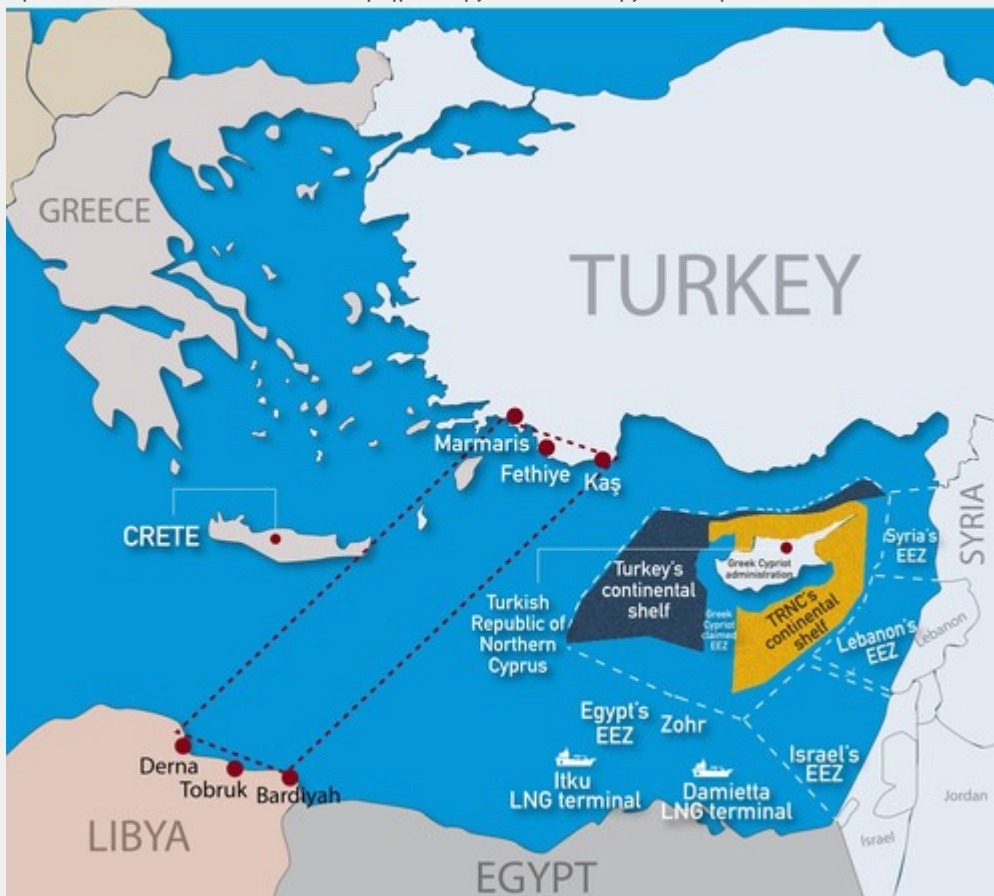 GREECE
TURKEY
Marmaris
Fethiye
Kaş
CRETE
SYRIA
Syria's
EEZ
Greek Cypriot
administration
Turkey's
continental
shelf
Turkish
Republic of
Northern
Cyprus
Greek
Cypriot
claimed
EEZ
TRNC's
continental
shelf
Lebanon
Lebanon's
EEZ
Egypt's
EEZ
Zohr
Israel's
EEZ
Itku
LNG terminal
Damietta
LNG terminal
Derna
Tobruk
Bardiyah
Jordan
Israel
LIBYA
EGYPT